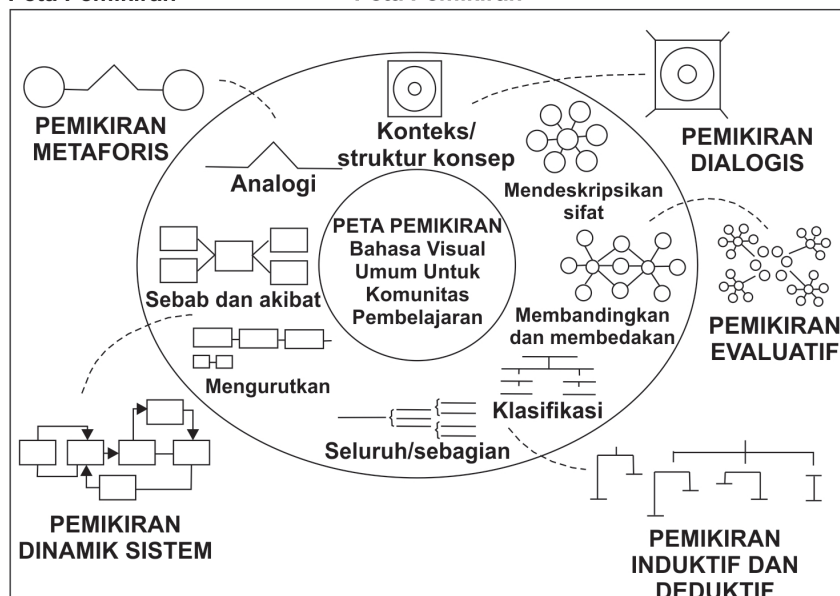 PEMIKIRAN
METAFORIS
Konteks/
struktur konsep
PEMIKIRAN
DIALOGIS
Analogi
Mendeskripsikan
sifat
PETA PEMIKIRAN
Bahasa Visual
Umum Untuk
Komunitas
Pembelajaran
Sebab dan akibat
Membandingkan
dan membedakan
PEMIKIRAN
EVALUATIF
Mengurutkan
Klasifikasi
Seluruh/sebagian
PEMIKIRAN
DINAMIK SISTEM
PEMIKIRAN
INDUKTIF DAN
DEDUKTIF